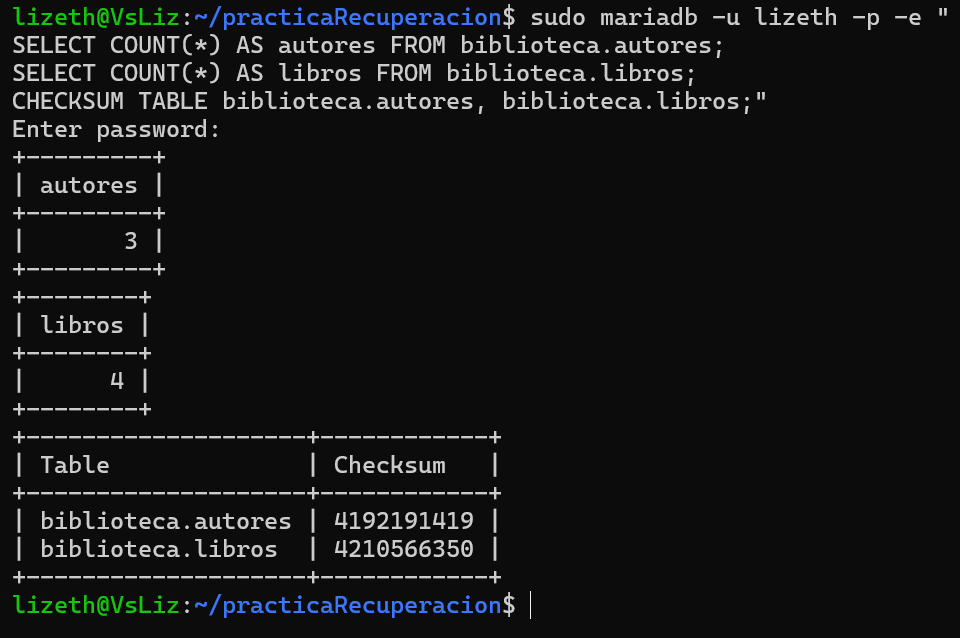 lizeth@VsLiz:~/practicaRecuperacion$ sudo mariadb -u lizeth -p -e "
SELECT COUNT(*) AS autores FROM biblioteca.autores;
SELECT COUNT(*) AS libros FROM biblioteca.libros;
CHECKSUM TABLE biblioteca.autores, biblioteca.libros;"
Enter password:
+---------+
| autores |
+---------+
|       3 |
+---------+
+--------+
| libros |
+--------+
|      4 |
+--------+
+--------------------+------------+
| Table              | Checksum   |
+--------------------+------------+
| biblioteca.autores | 4192191419 |
| biblioteca.libros  | 4210566350 |
+--------------------+------------+
lizeth@VsLiz:~/practicaRecuperacion$